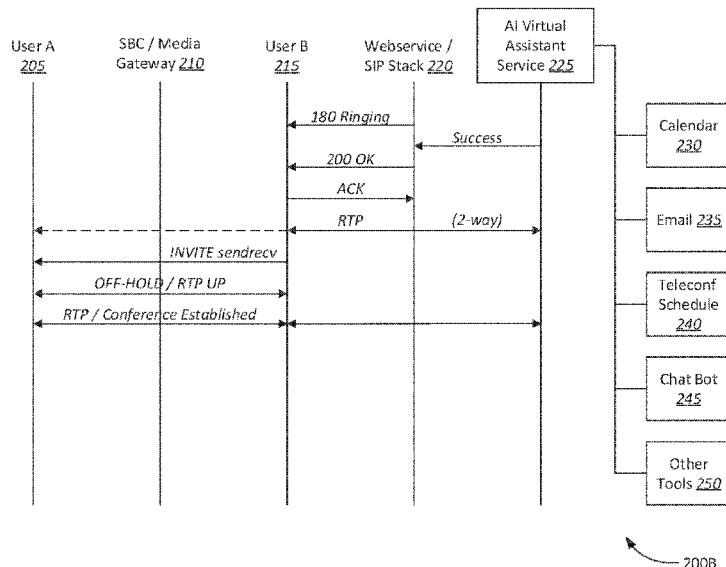 User A
205
SBC / Media
Gateway 210
User B
215
Webservice /
SIP Stack 220
AI Virtual
Assistant
Service 225
180 Ringing
Success
200 OK
ACK
RTP
(2-way)
INVITE sendrecv
OFF-HOLD / RTP UP
RTP / Conference Established
Calendar
230
Email 235
Teleconf
Schedule
240
Chat Bot
245
Other
Tools 250
200B